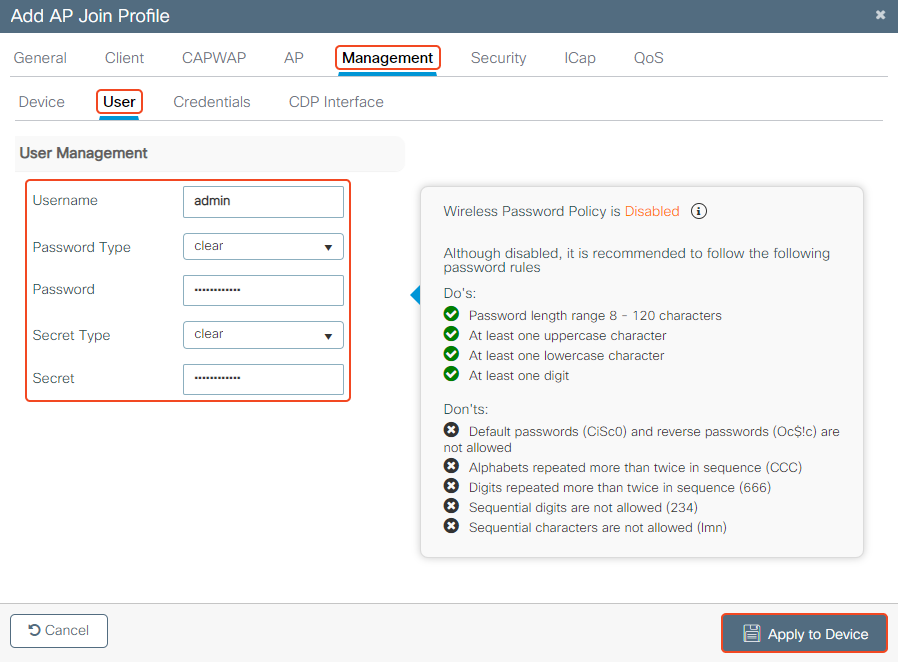 Add AP Join Profile
General Client CAPWAP AP Management Security ICap QoS
Device User Credentials CDP Interface
User Management
Username admin
Password Type clear
Password ············
Secret Type clear
Secret ············
Wireless Password Policy is Disabled
Although disabled, it is recommended to follow the following
password rules
Do's:
Password length range 8 - 120 characters
At least one uppercase character
At least one lowercase character
At least one digit
Don'ts:
Default passwords (CiSc0) and reverse passwords (Oc$!c) are
not allowed
Alphabets repeated more than twice in sequence (CCC)
Digits repeated more than twice in sequence (666)
Sequential digits are not allowed (234)
Sequential characters are not allowed (lmn)
Cancel Apply to Device